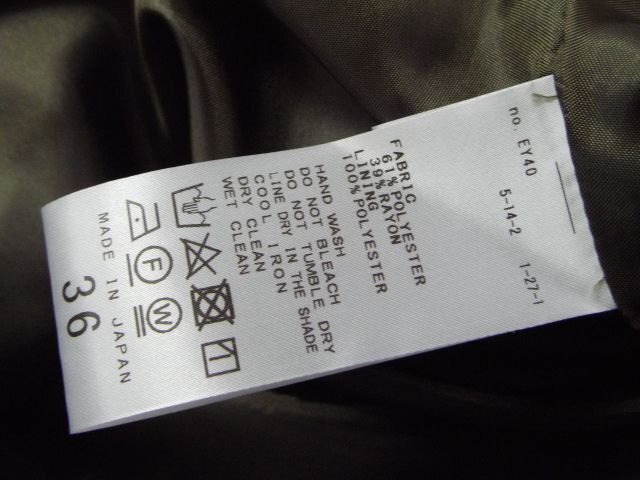 no. EY40 5-14-2 1-27-1
FABRIC
61%POLYESTER
39%RAYON
LINING
100%POLYESTER
HAND WASH
DO NOT BLEACH
DO NOT TUMBLE DRY
LINE DRY IN THE SHADE
COOL IRON
DRY CLEAN
WET CLEAN
F W
MADE IN JAPAN
36